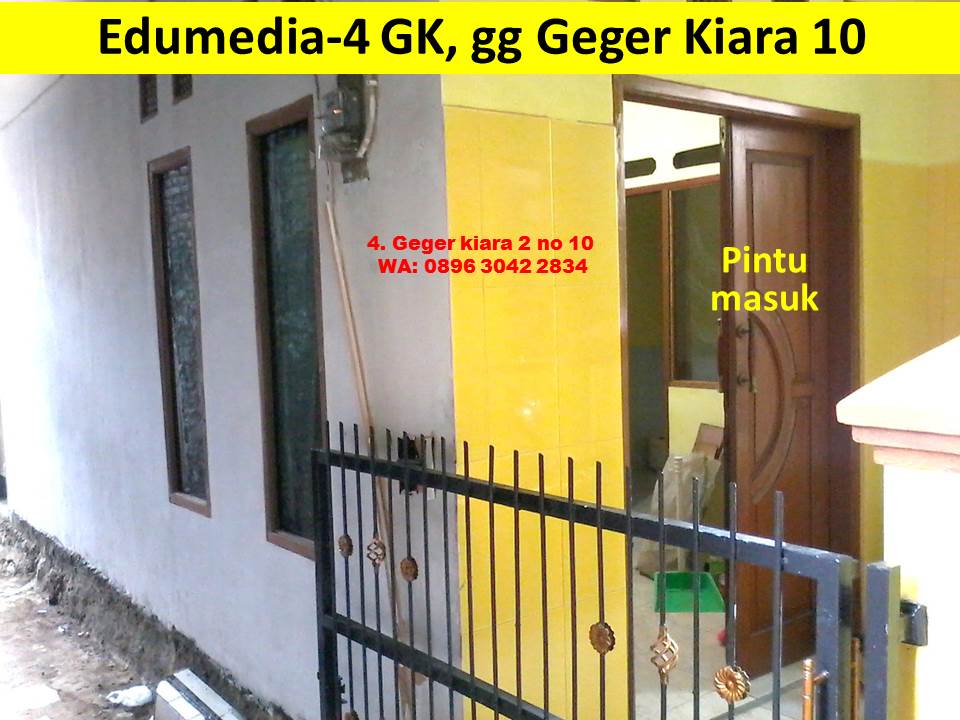 Edumedia-4 GK, gg Geger Kiara 10
4. Geger kiara 2 no 10
WA: 0896 3042 2834
Pintu
masuk